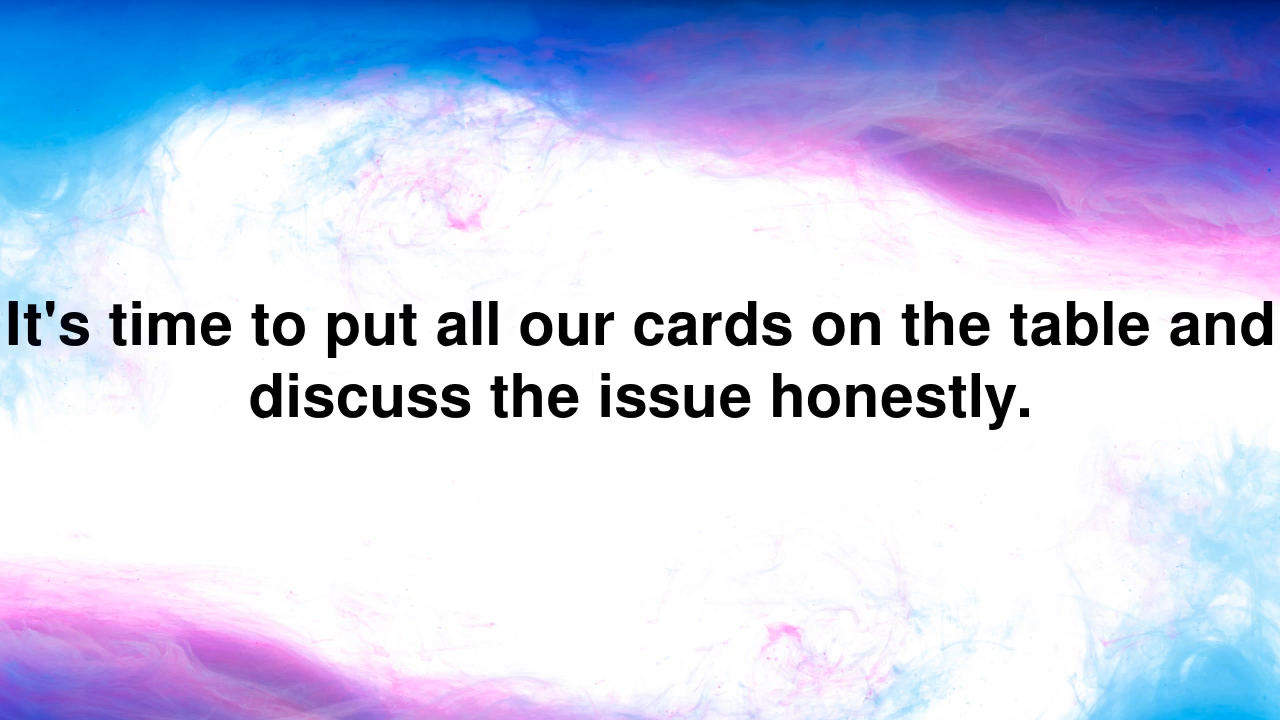 It's time to put all our cards on the table and
discuss the issue honestly.